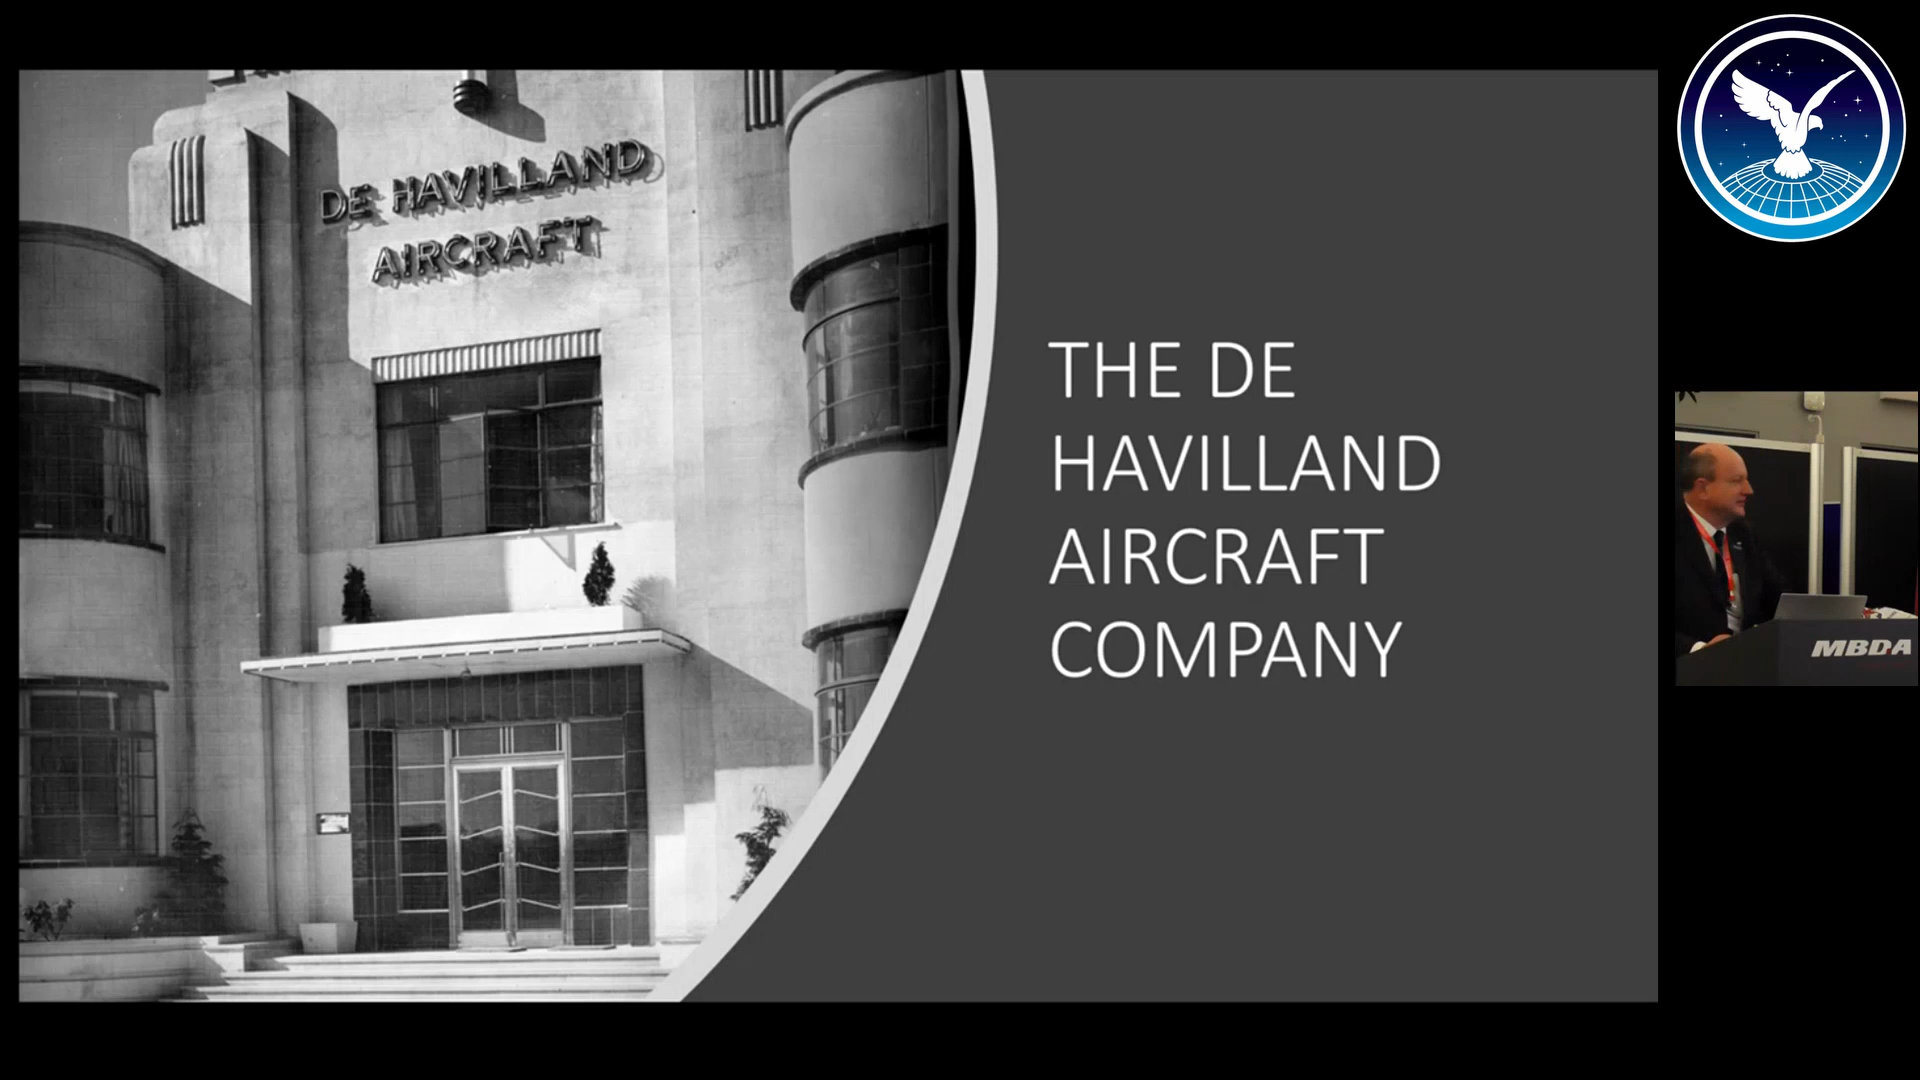 DE HAVILLAND
AIRCRAFT
THE DE
HAVILLAND
AIRCRAFT
COMPANY
MBDA